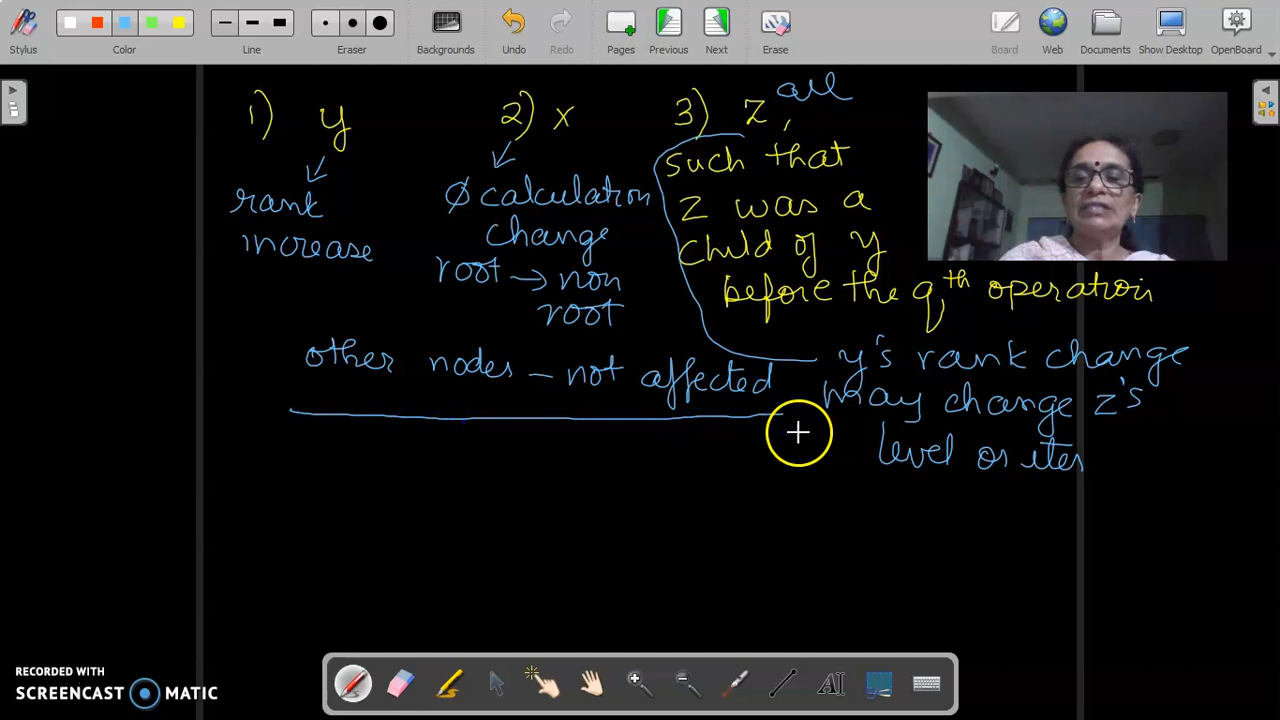 Stylus
Color
Line
Eraser
Backgrounds
Undo
Redo
Pages
Previous
Next
Erase
Board
Web
Documents
Show Desktop
OpenBoard
1) y
rank
increase
2) x
φ calculation
change
root → non
root
3) z, all
such that
z was a
child of y
before the qth operation
other nodes – not affected
y's rank change
may change z's
level or iter
RECORDED WITH
SCREENCAST MATIC